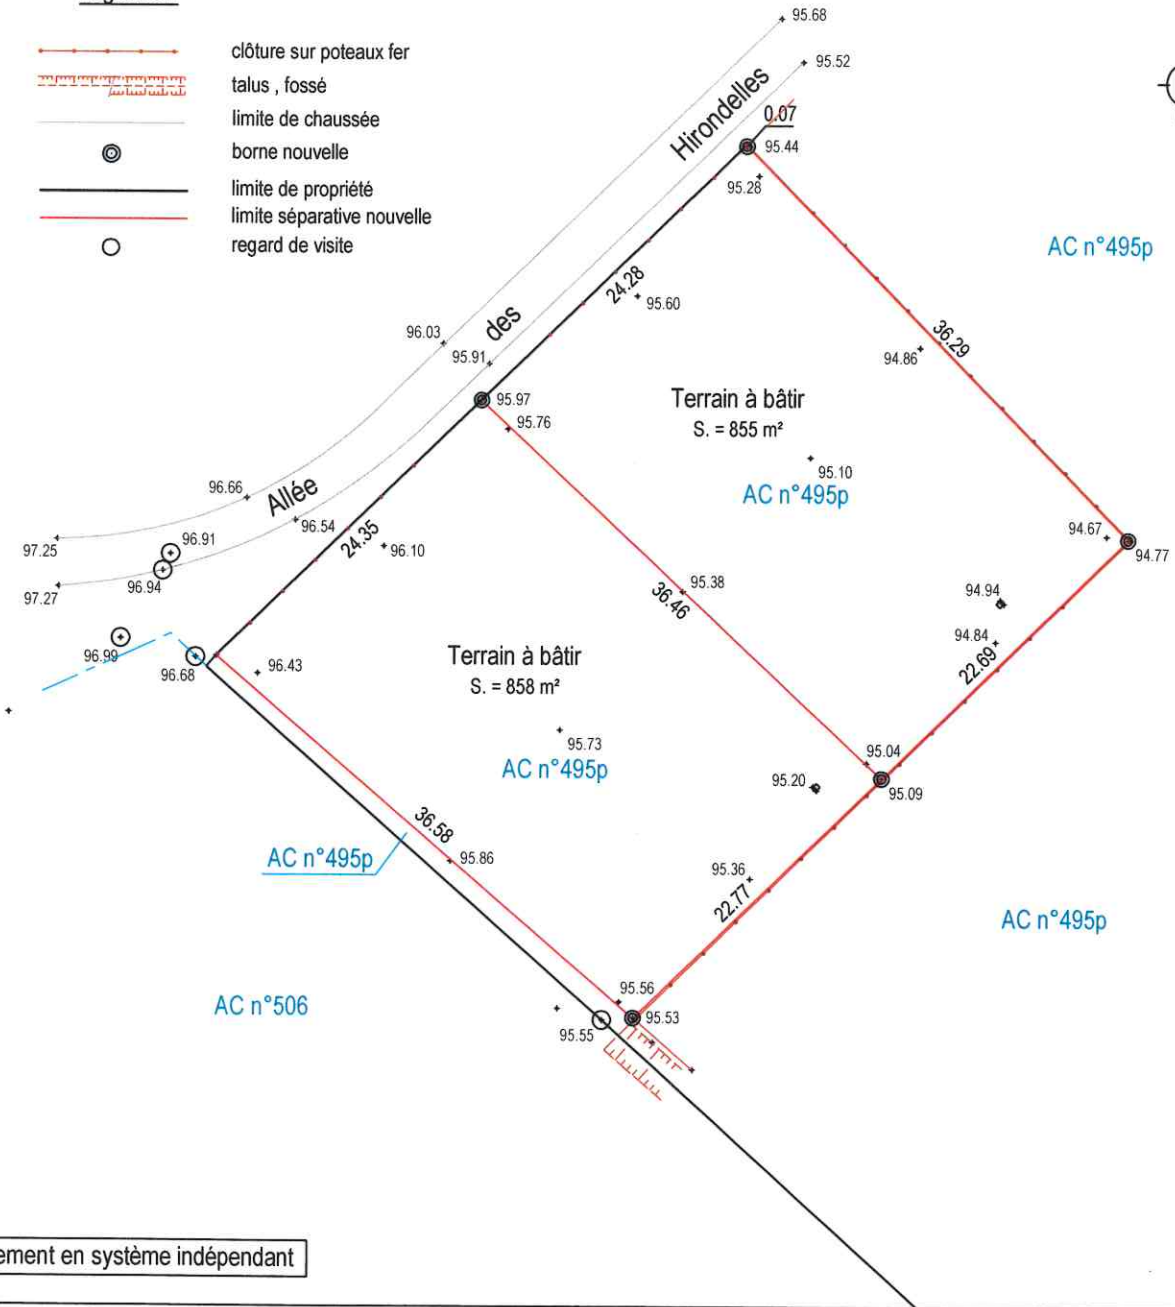 clôture sur poteaux fer
talus , fossé
limite de chaussée
borne nouvelle
limite de propriété
limite séparative nouvelle
regard de visite
95.68
95.52
Allée des Hirondelles
0.07
95.44
95.28
AC n°495p
24.28
95.60
96.03
95.91
36.29
94.86
95.97
95.76
Terrain à bâtir
S. = 855 m²
95.10
AC n°495p
96.66
96.54
97.25
96.91
24.35
96.10
94.67
94.77
97.27
96.94
95.38
36.46
94.94
94.84
22.69
96.99
96.68
96.43
Terrain à bâtir
S. = 858 m²
95.73
AC n°495p
95.04
95.20
95.09
36.58
95.86
AC n°495p
95.36
22.77
AC n°495p
AC n°506
95.56
95.53
95.55
ement en système indépendant